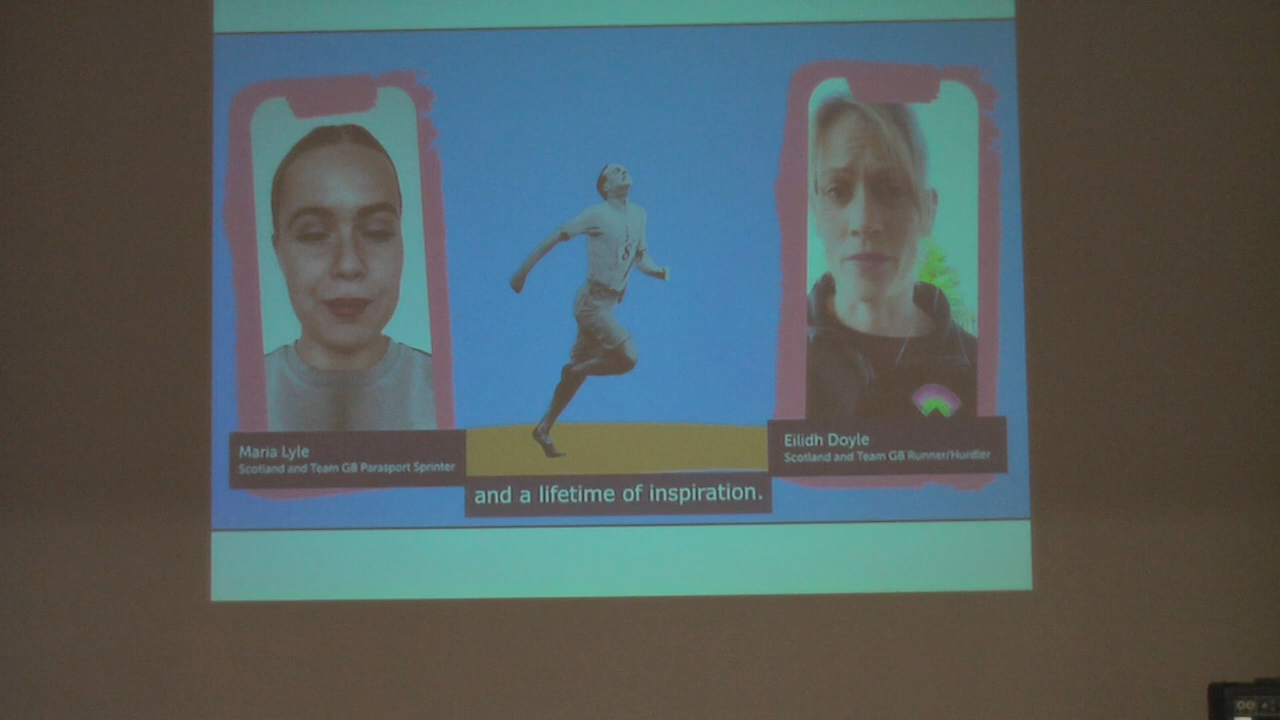 Maria Lyle
Scotland and Team GB Parasport Sprinter
Eilidh Doyle
Scotland and Team GB Runner/Hurdler
and a lifetime of inspiration.